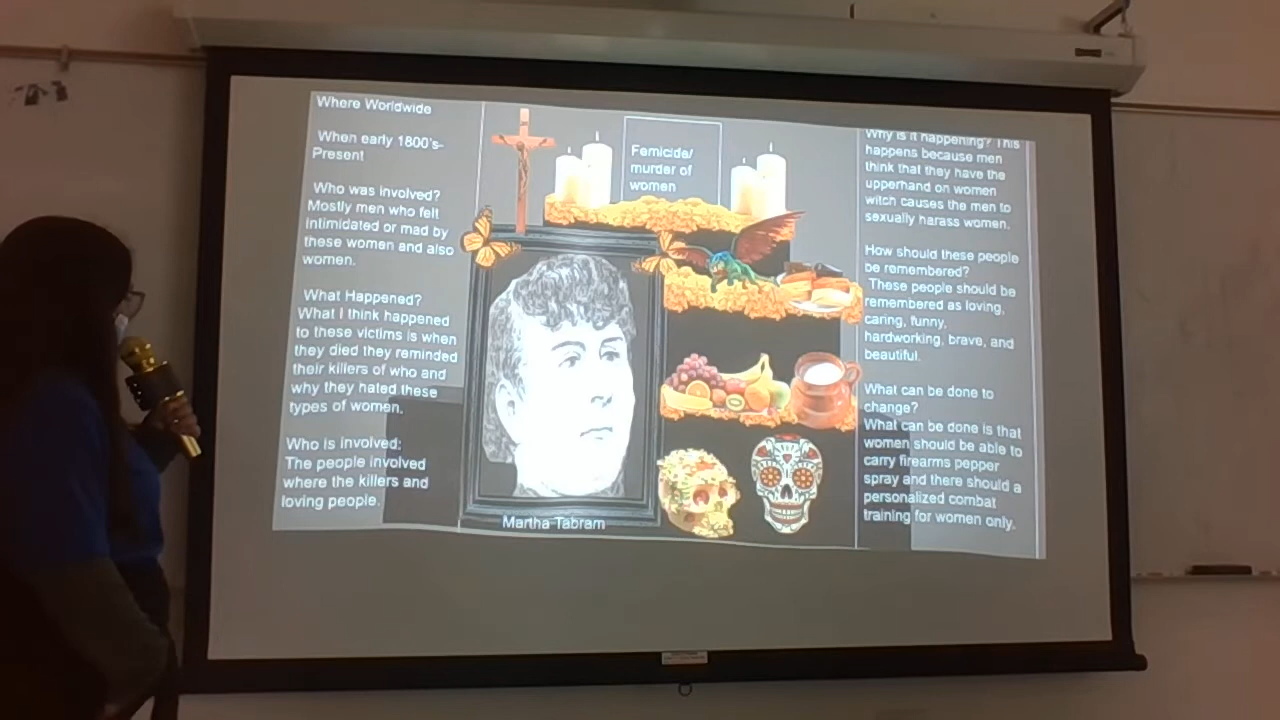 Where Worldwide
When early 1800's-
Present
Who was involved?
Mostly men who felt
intimidated or mad by
these women and also
women.
What Happened?
What I think happened
to these victims is when
they died they reminded
their killers of who and
why they hated these
types of women.
Who is involved:
The people involved
where the killers and
loving people.
Femicide/
murder of
women
Martha Tabram
Why is it happening? This
happens because men
think that they have the
upperhand on women
witch causes the men to
sexually harass women.
How should these people
be remembered?
These people should be
remembered as loving,
caring, funny,
hardworking, brave, and
beautiful.
What can be done to
change?
What can be done is that
women should be able to
carry firearms pepper
spray and there should a
personalized combat
training for women only.